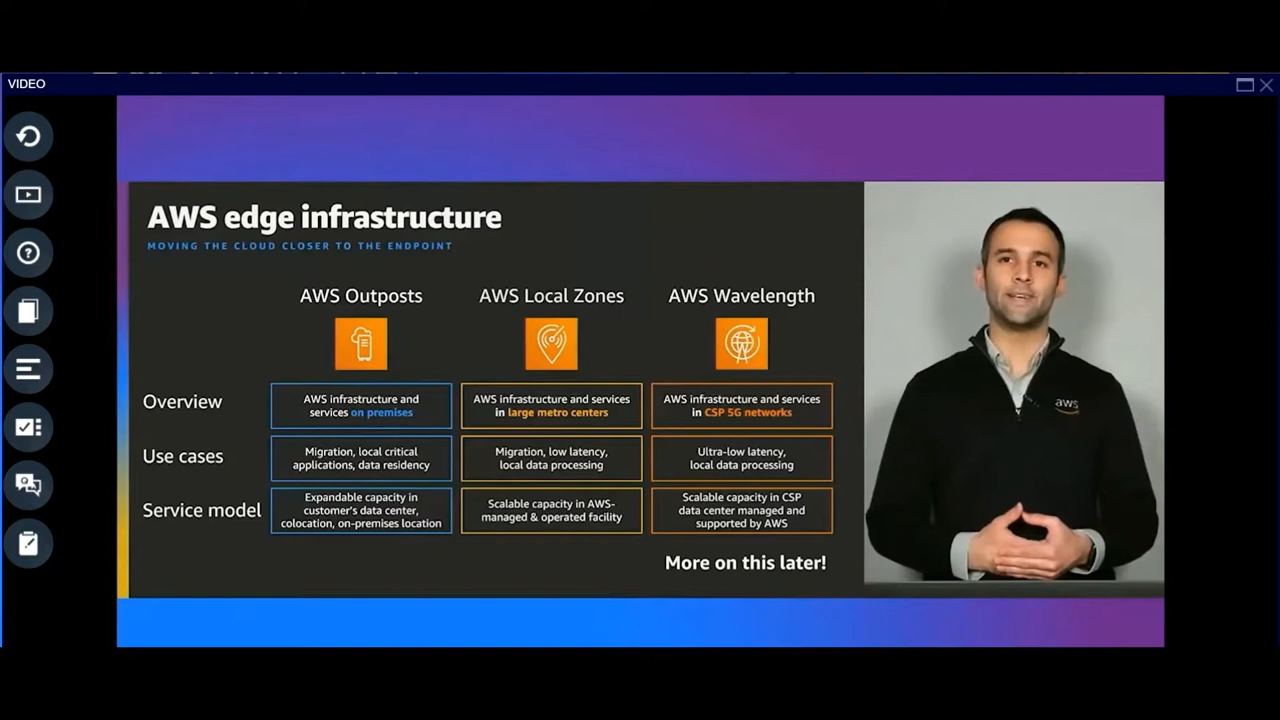 VIDEO
AWS edge infrastructure
MOVING THE CLOUD CLOSER TO THE ENDPOINT
AWS Outposts
AWS Local Zones
AWS Wavelength
Overview
AWS infrastructure and
services on premises
AWS infrastructure and services
in large metro centers
AWS infrastructure and services
in CSP 5G networks
Use cases
Migration, local critical
applications, data residency
Migration, low latency,
local data processing
Ultra-low latency,
local data processing
Service model
Expandable capacity in
customer's data center,
colocation, on-premises location
Scalable capacity in AWS-
managed & operated facility
Scalable capacity in CSP
data center managed and
supported by AWS
More on this later!
aws